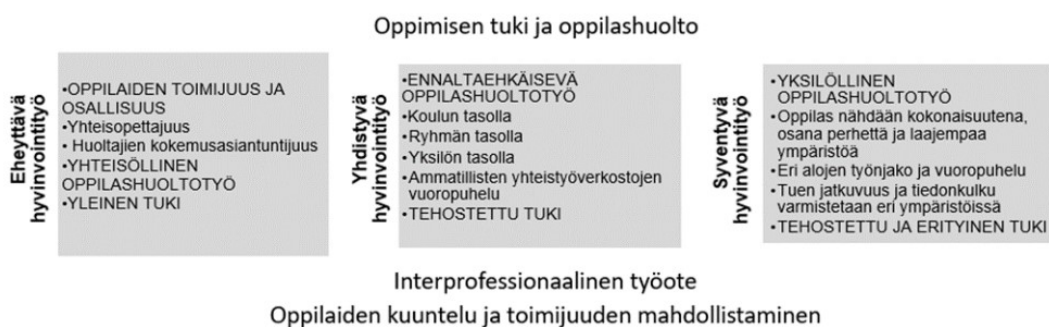 Oppimisen tuki ja oppilashuolto
Eheyttävä
hyvinvointityö
•OPPILAIDEN TOIMIJUUS JA
OSALLISUUS
•Yhteisopettajuus
• Huoltajien kokemusasiantuntijuus
•YHTEISÖLLINEN
OPPILASHUOLTOTYÖ
•YLEINEN TUKI
Yhdistyvä
hyvinvointityö
•ENNALTAEHKÄISEVÄ
OPPILASHUOLTOTYÖ
•Koulun tasolla
•Ryhmän tasolla
•Yksilön tasolla
•Ammatillisten yhteistyöverkostojen
vuoropuhelu
•TEHOSTETTU TUKI
Syventyvä
hyvinvointityö
•YKSILÖLLINEN
OPPILASHUOLTOTYÖ
•Oppilas nähdään kokonaisuutena,
osana perhettä ja laajempaa
ympäristöä
•Eri alojen työnjako ja vuoropuhelu
•Tuen jatkuvuus ja tiedonkulku
varmistetaan eri ympäristöissä
•TEHOSTETTU JA ERITYINEN TUKI
Interprofessionaalinen työote
Oppilaiden kuuntelu ja toimijuuden mahdollistaminen